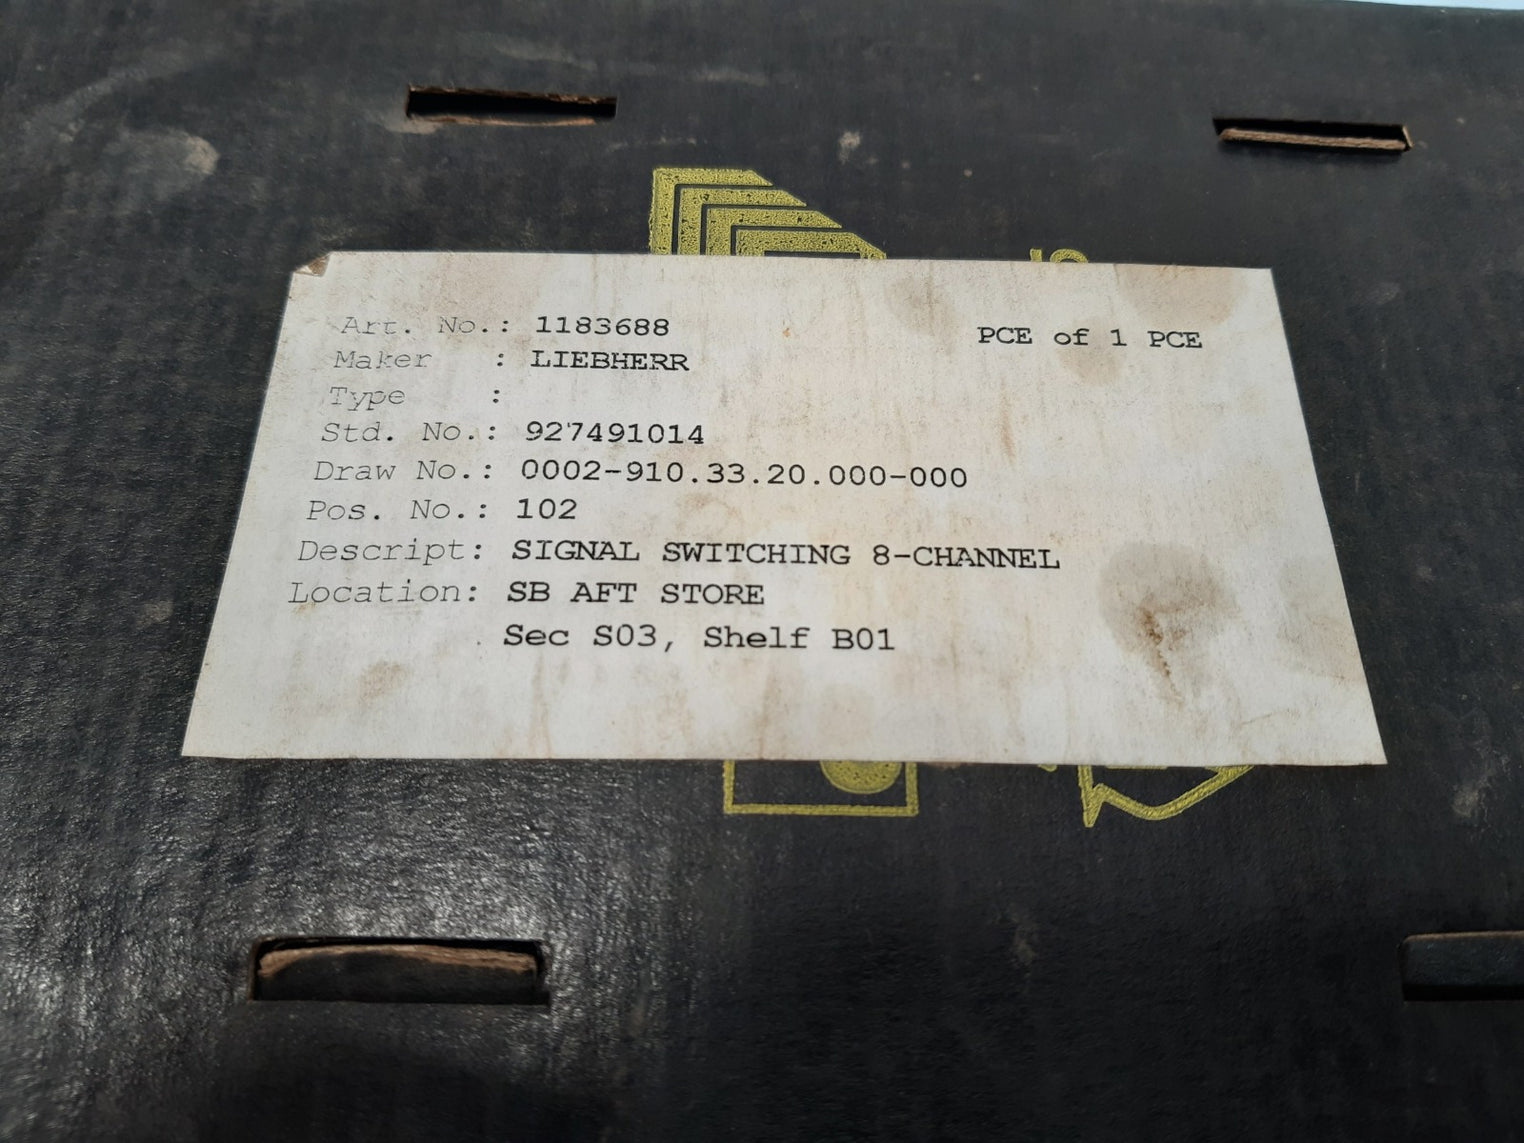 Art. No.: 1183688 PCE of 1 PCE
Maker : LIEBHERR
Type :
Std. No.: 927491014
Draw No.: 0002-910.33.20.000-000
Pos. No.: 102
Descript: SIGNAL SWITCHING 8-CHANNEL
Location: SB AFT STORE
Sec S03, Shelf B01